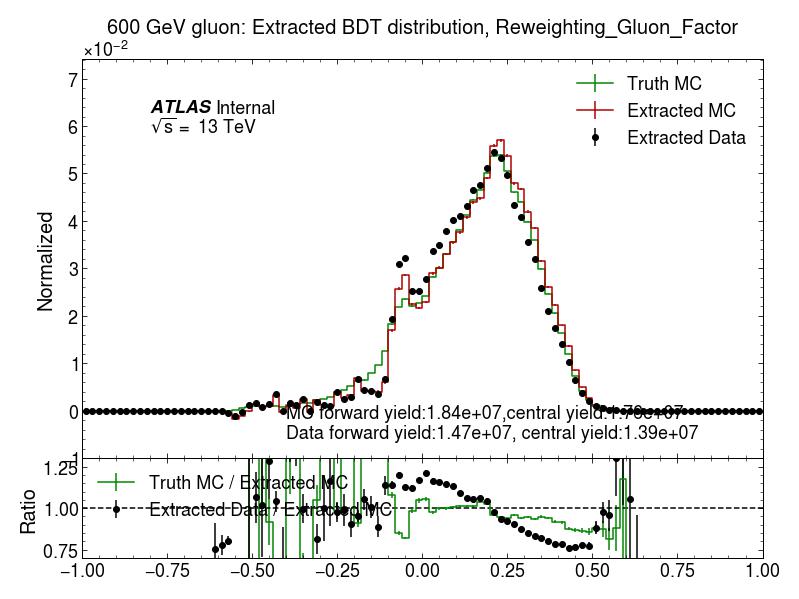 600 GeV gluon: Extracted BDT distribution, Reweighting_Gluon_Factor
×10⁻²
7
6
5
4
3
2
1
0
1
Normalized
ATLAS Internal
√s = 13 TeV
Truth MC
Extracted MC
Extracted Data
MC forward yield:1.84e+07,central yield:1.78e+07
Data forward yield:1.47e+07, central yield:1.39e+07
1.25
1.00
0.75
Ratio
Truth MC / Extracted MC
Extracted Data / Extracted MC
−1.00 −0.75 −0.50 −0.25 0.00 0.25 0.50 0.75 1.00